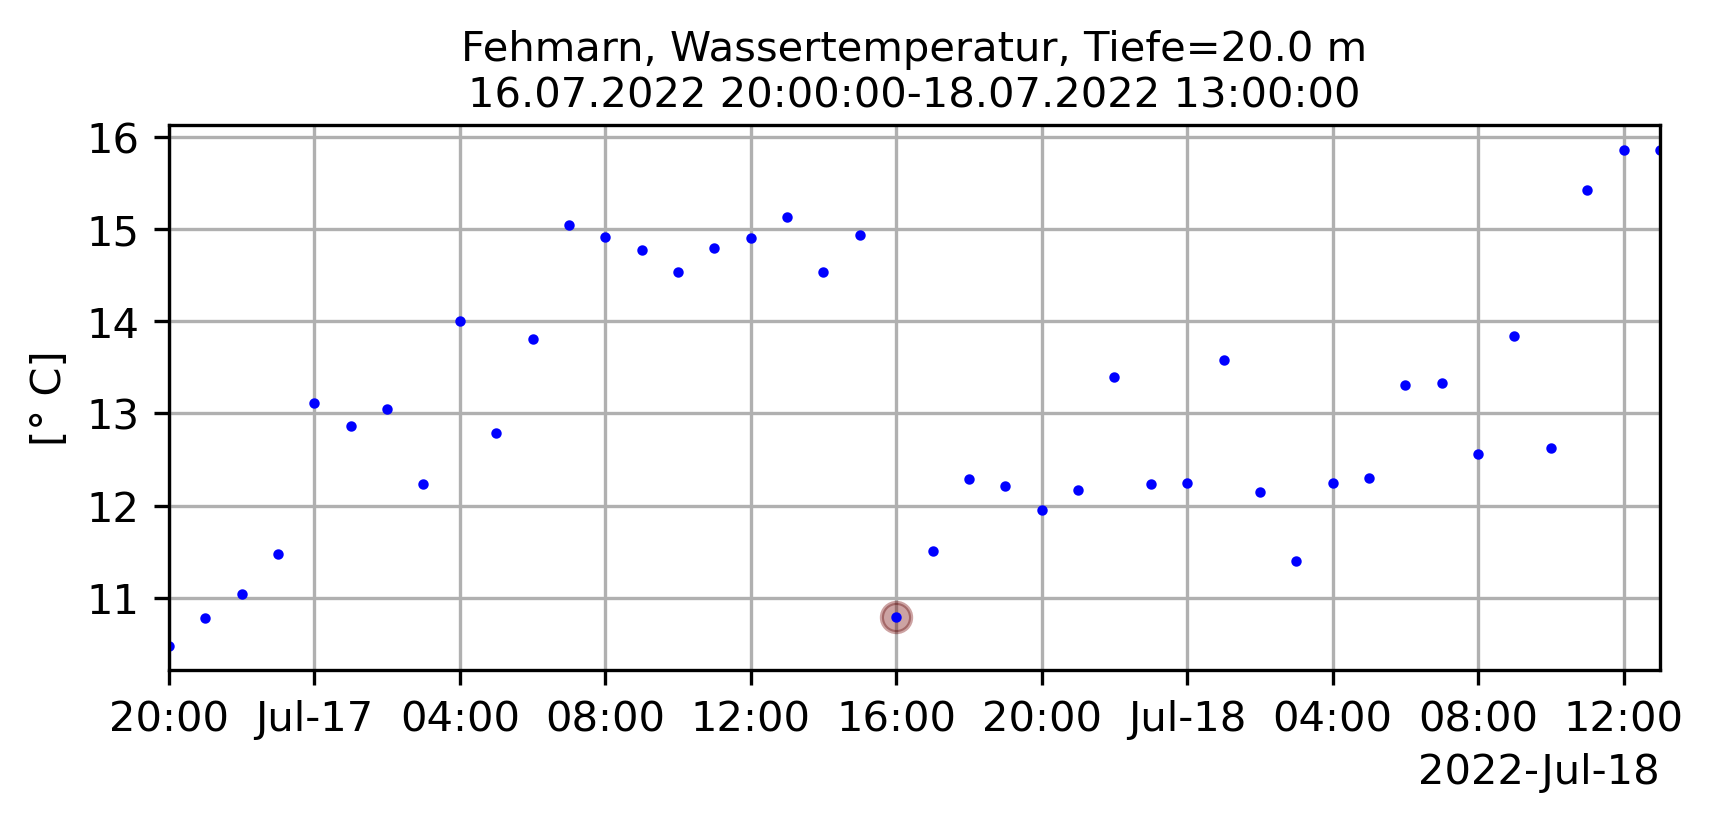 Fehmarn, Wassertemperatur, Tiefe=20.0 m
16.07.2022 20:00:00-18.07.2022 13:00:00
16
15
14
13
12
11
[° C]
20:00 Jul-17 04:00 08:00 12:00 16:00 20:00 Jul-18 04:00 08:00 12:00
2022-Jul-18